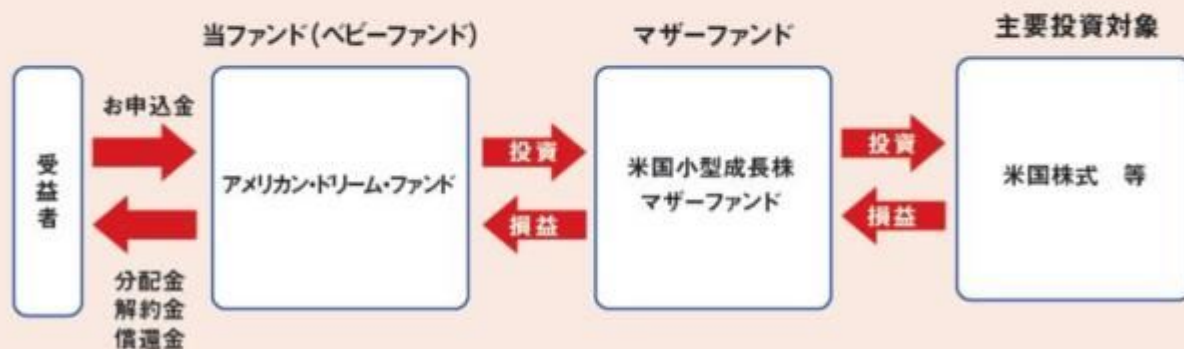 当ファンド(ベビーファンド)
マザーファンド
主要投資対象
受益者
お申込金
分配金
解約金
償還金
アメリカン・ドリーム・ファンド
投資
損益
米国小型成長株
マザーファンド
投資
損益
米国株式 等